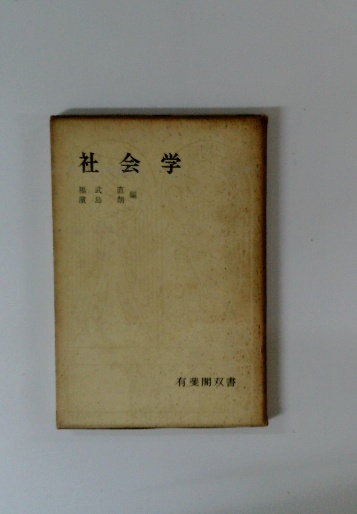 社会学
福武直
濱島朗
編
有斐閣双書